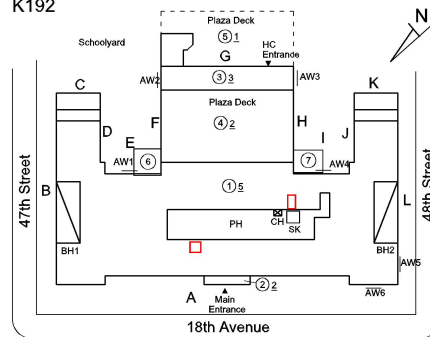 K192
N
Plaza Deck
⑤ 1
Schoolyard
HC
Entrance
G
AW2
③ 3
AW3
C
K
Plaza Deck
F
④ 2
H
D
E
I
J
AW1
⑥
⑦
AW4
① 5
47th Street
B
48th Street
L
PH
CH
SK
BH1
BH2
AW5
② 2
A
Main
Entrance
AW6
18th Avenue